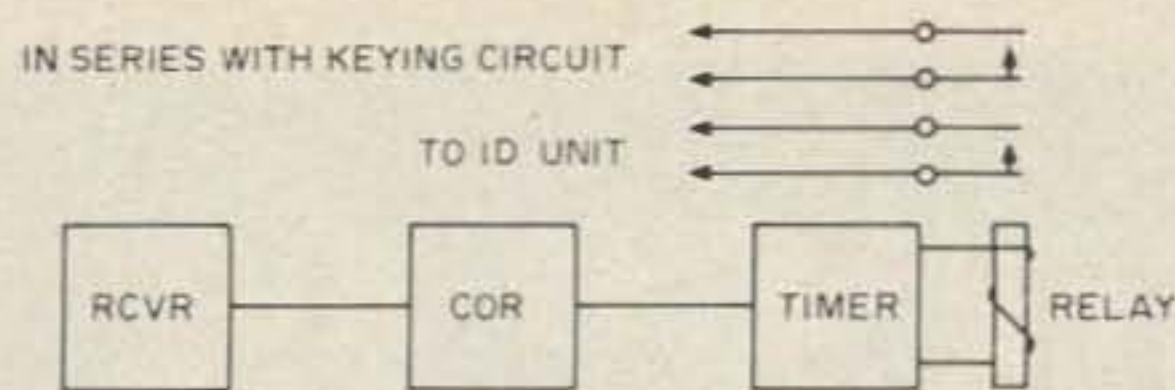 IN SERIES WITH KEYING CIRCUIT
TO ID UNIT
RCVR
COR
TIMER
RELAY